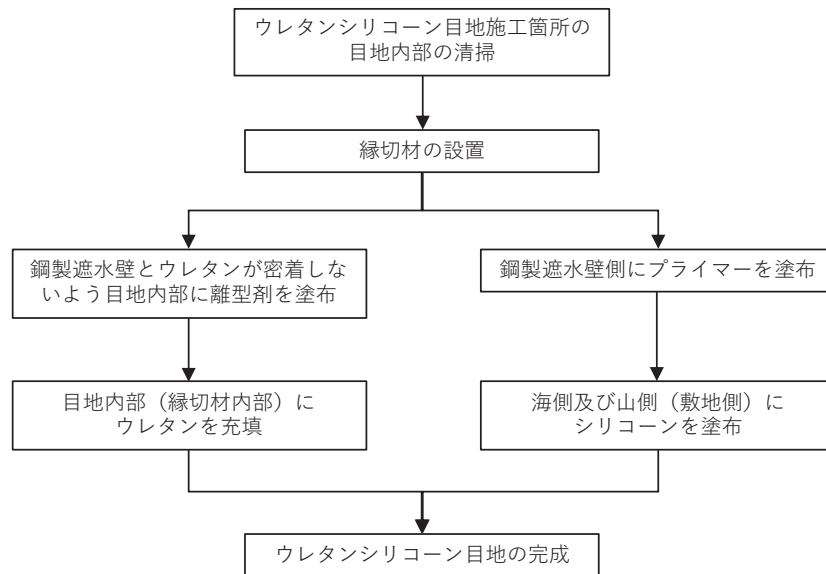 ウレタンシリコーン目地施工箇所の
目地内部の清掃
縁切材の設置
鋼製遮水壁とウレタンが密着しな
いよう目地内部に離型剤を塗布
鋼製遮水壁側にプライマーを塗布
目地内部（縁切材内部）に
ウレタンを充填
海側及び山側（敷地側）に
シリコーンを塗布
ウレタンシリコーン目地の完成